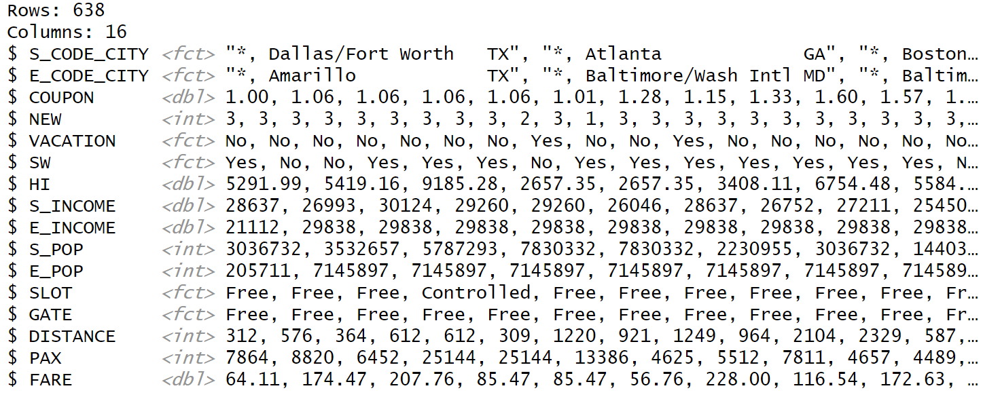 Rows: 638
Columns: 16
$ S_CODE_CITY <fct> "*, Dallas/Fort Worth   TX", "*, Atlanta             GA", "*, Boston…
$ E_CODE_CITY <fct> "*, Amarillo            TX", "*, Baltimore/Wash Intl MD", "*, Baltim…
$ COUPON      <dbl> 1.00, 1.06, 1.06, 1.06, 1.06, 1.01, 1.28, 1.15, 1.33, 1.60, 1.57, 1.…
$ NEW         <int> 3, 3, 3, 3, 3, 3, 3, 3, 3, 2, 3, 1, 3, 3, 3, 3, 3, 3, 3, 3, 3, 3, 3,…
$ VACATION    <fct> No, No, No, No, No, No, No, Yes, No, No, Yes, No, No, No, No, No, No…
$ SW          <fct> Yes, No, No, Yes, Yes, Yes, No, Yes, Yes, Yes, Yes, Yes, Yes, Yes, N…
$ HI          <dbl> 5291.99, 5419.16, 9185.28, 2657.35, 2657.35, 3408.11, 6754.48, 5584.…
$ S_INCOME    <dbl> 28637, 26993, 30124, 29260, 29260, 26046, 28637, 26752, 27211, 25450…
$ E_INCOME    <dbl> 21112, 29838, 29838, 29838, 29838, 29838, 29838, 29838, 29838, 29838…
$ S_POP       <int> 3036732, 3532657, 5787293, 7830332, 7830332, 2230955, 3036732, 14403…
$ E_POP       <int> 205711, 7145897, 7145897, 7145897, 7145897, 7145897, 7145897, 714589…
$ SLOT        <fct> Free, Free, Free, Controlled, Free, Free, Free, Free, Free, Free, Fr…
$ GATE        <fct> Free, Free, Free, Free, Free, Free, Free, Free, Free, Free, Free, Fr…
$ DISTANCE    <int> 312, 576, 364, 612, 612, 309, 1220, 921, 1249, 964, 2104, 2329, 587,…
$ PAX         <int> 7864, 8820, 6452, 25144, 25144, 13386, 4625, 5512, 7811, 4657, 4489,…
$ FARE        <dbl> 64.11, 174.47, 207.76, 85.47, 85.47, 56.76, 228.00, 116.54, 172.63, …